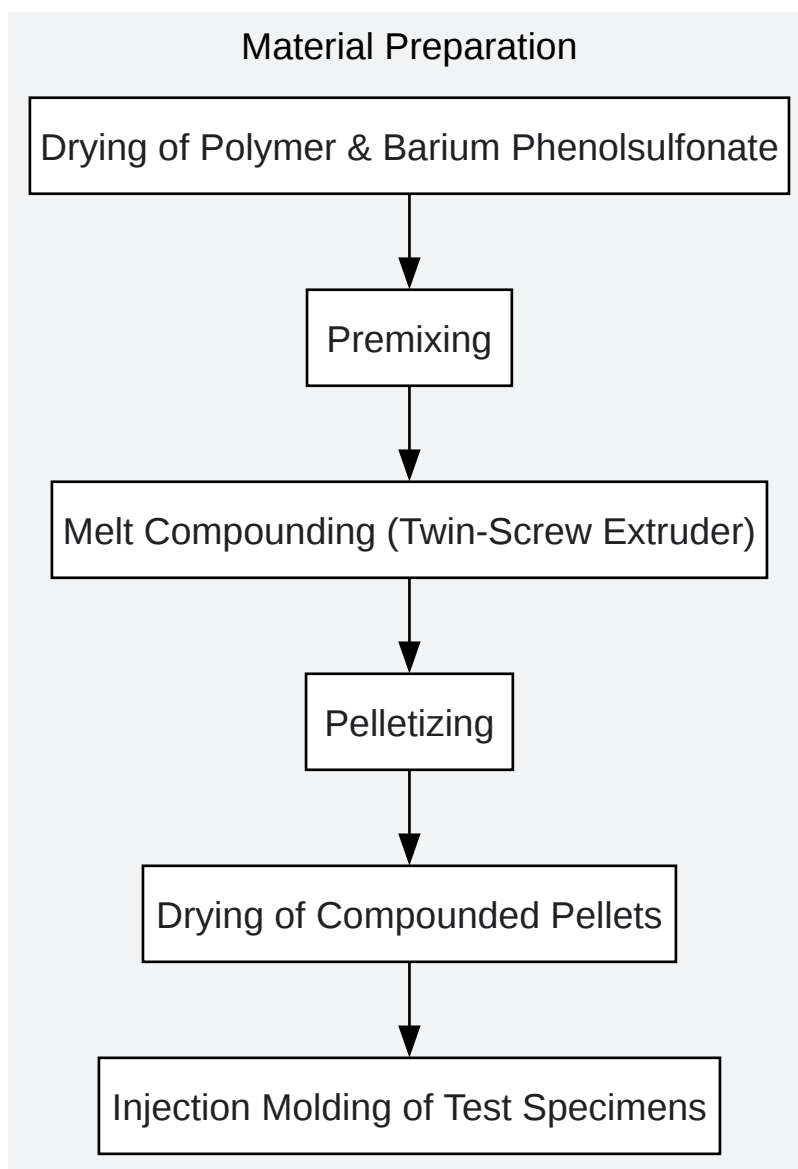 Material Preparation
Drying of Polymer & Barium Phenolsulfonate
Premixing
Melt Compounding (Twin-Screw Extruder)
Pelletizing
Drying of Compounded Pellets
Injection Molding of Test Specimens